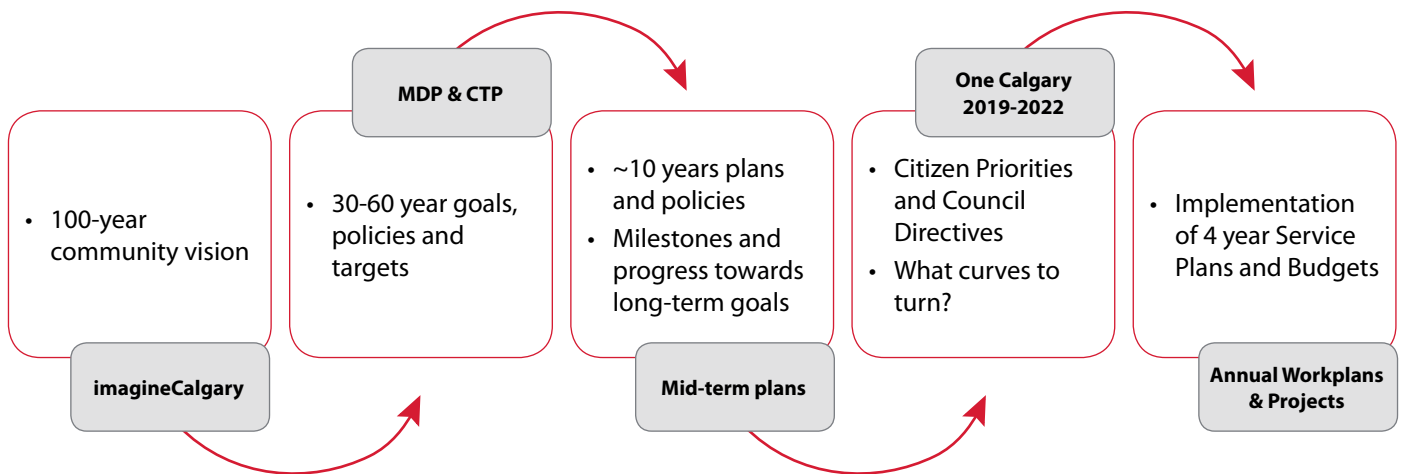 • 100-year
community vision
imagineCalgary
MDP & CTP
• 30-60 year goals,
policies and
targets
• ~10 years plans
and policies
• Milestones and
progress towards
long-term goals
Mid-term plans
One Calgary
2019-2022
• Citizen Priorities
and Council
Directives
• What curves to
turn?
• Implementation
of 4 year Service
Plans and Budgets
Annual Workplans
& Projects